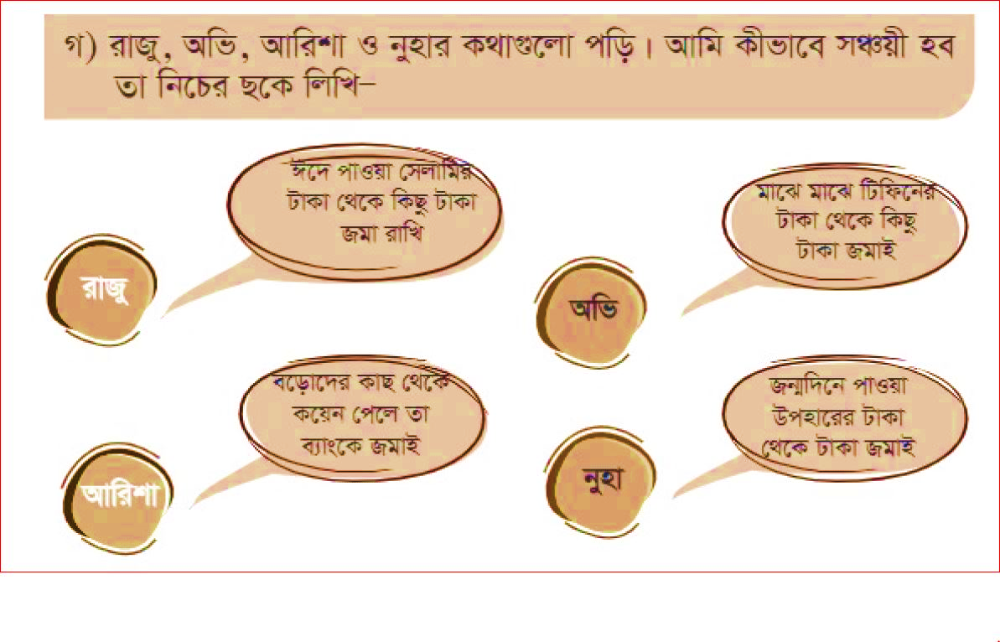 গ) রাজু, অভি, আরিশা ও নুহার কথাগুলো পড়ি। আমি কীভাবে সঞ্চয়ী হব
তা নিচের ছকে লিখি–
ঈদে পাওয়া সেলামির
টাকা থেকে কিছু টাকা
জমা রাখি
রাজু
মাঝে মাঝে টিফিনের
টাকা থেকে কিছু
টাকা জমাই
অভি
বড়োদের কাছ থেকে
কয়েন পেলে তা
ব্যাংকে জমাই
আরিশা
জন্মদিনে পাওয়া
উপহারের টাকা
থেকে টাকা জমাই
নুহা